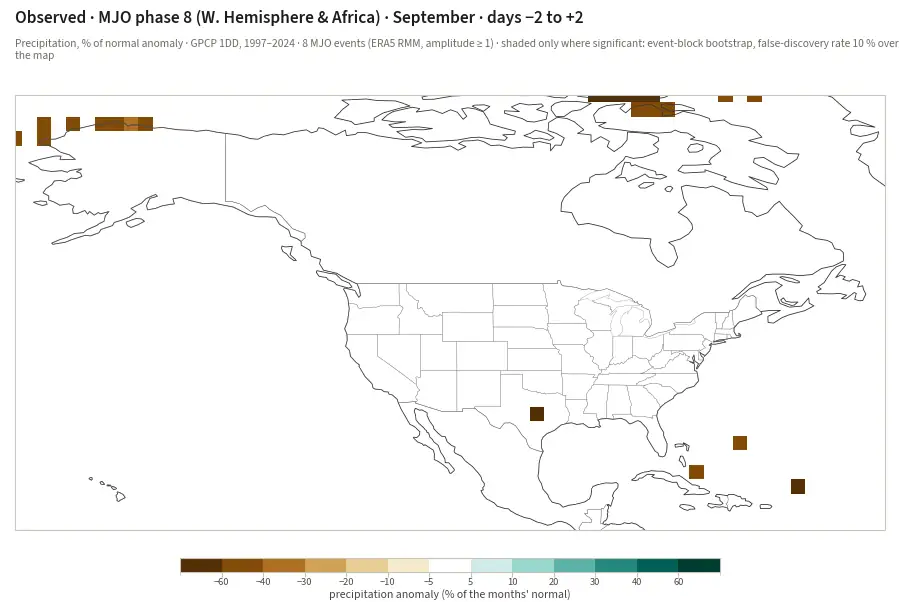 Observed · MJO phase 8 (W. Hemisphere & Africa) · September · days −2 to +2
Precipitation, % of normal anomaly · GPCP 1DD, 1997–2024 · 8 MJO events (ERA5 RMM, amplitude ≥ 1) · shaded only where significant: event-block bootstrap, false-discovery rate 10 % over
the map
−60 −40 −30 −20 −10 −5 5 10 20 30 40 60
precipitation anomaly (% of the months' normal)